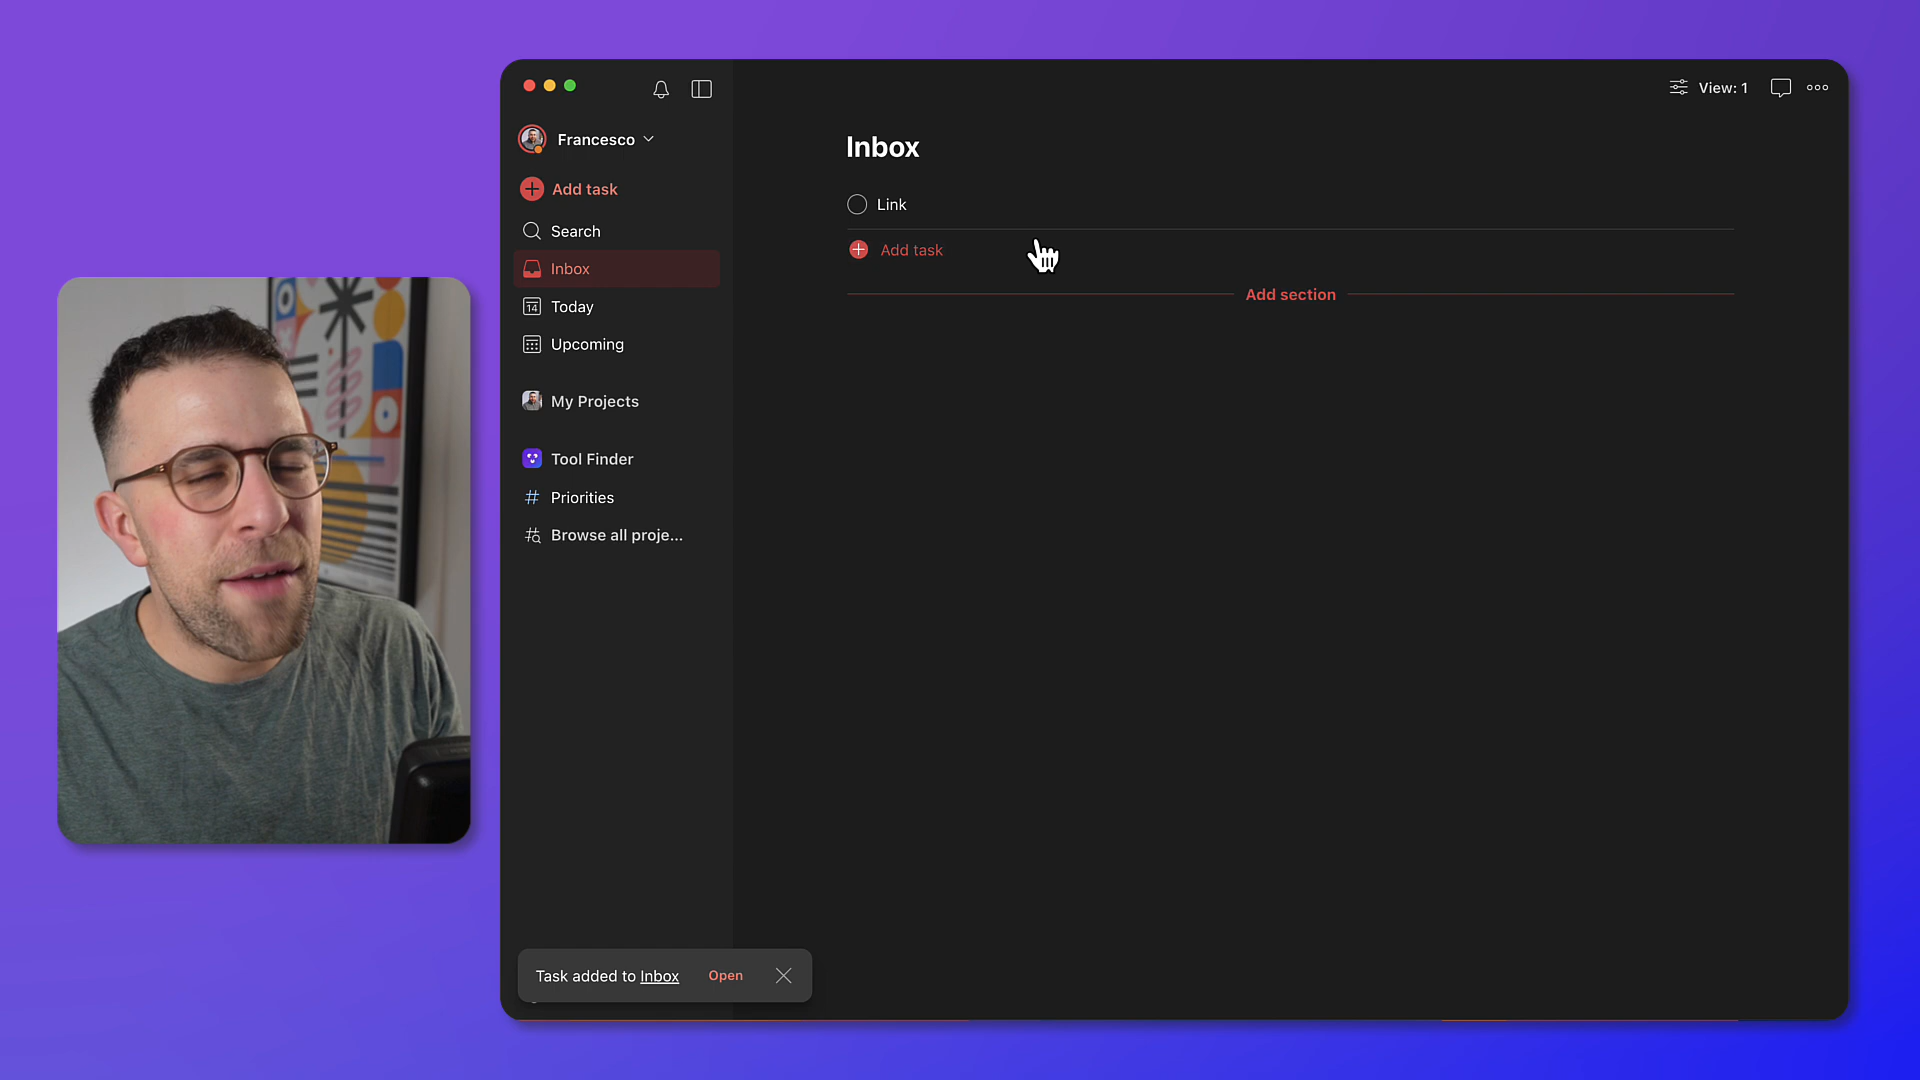 Francesco
Add task
Search
Inbox
14 Today
Upcoming
My Projects
Tool Finder
Priorities
Browse all proje...
View: 1
Inbox
Link
Add task
Add section
Task added to Inbox Open